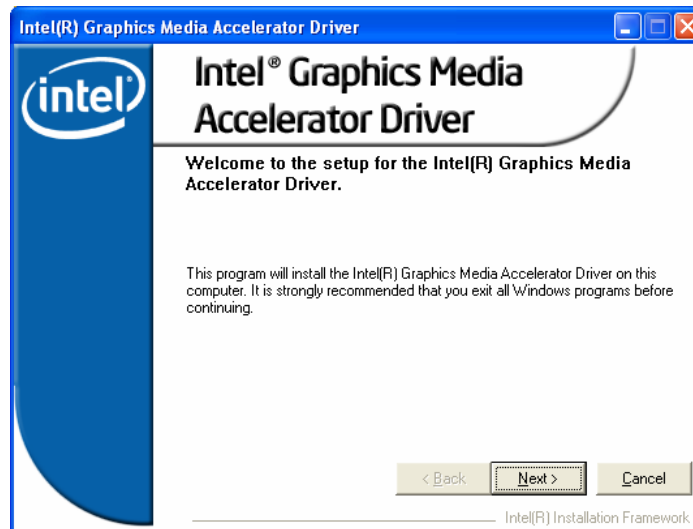 Intel(R) Graphics Media Accelerator Driver
intel®
Intel® Graphics Media
Accelerator Driver
Welcome to the setup for the Intel(R) Graphics Media
Accelerator Driver.
This program will install the Intel(R) Graphics Media Accelerator Driver on this
computer. It is strongly recommended that you exit all Windows programs before
continuing.
< Back
Next >
Cancel
Intel(R) Installation Framework